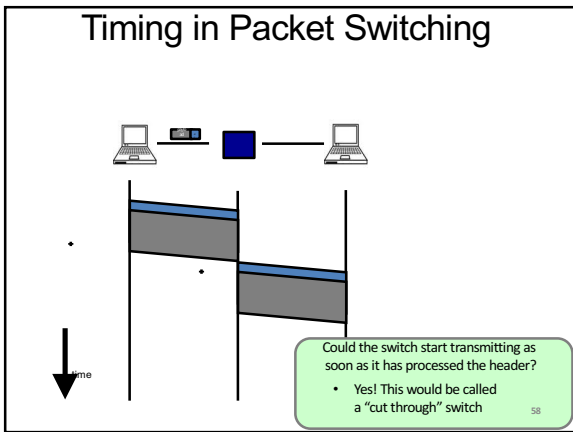 Timing in Packet Switching
time
Could the switch start transmitting as
soon as it has processed the header?
• Yes! This would be called
a “cut through” switch
58